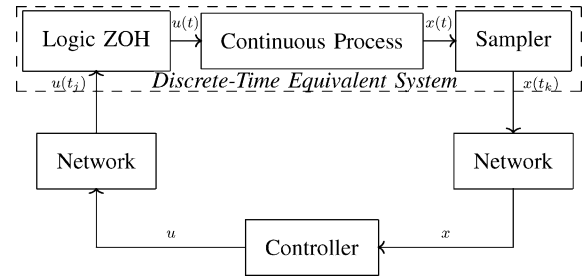 Logic ZOH
u(t)
Continuous Process
x(t)
Sampler
u(t_j)
Discrete-Time Equivalent System
x(t_k)
Network
Network
u
Controller
x